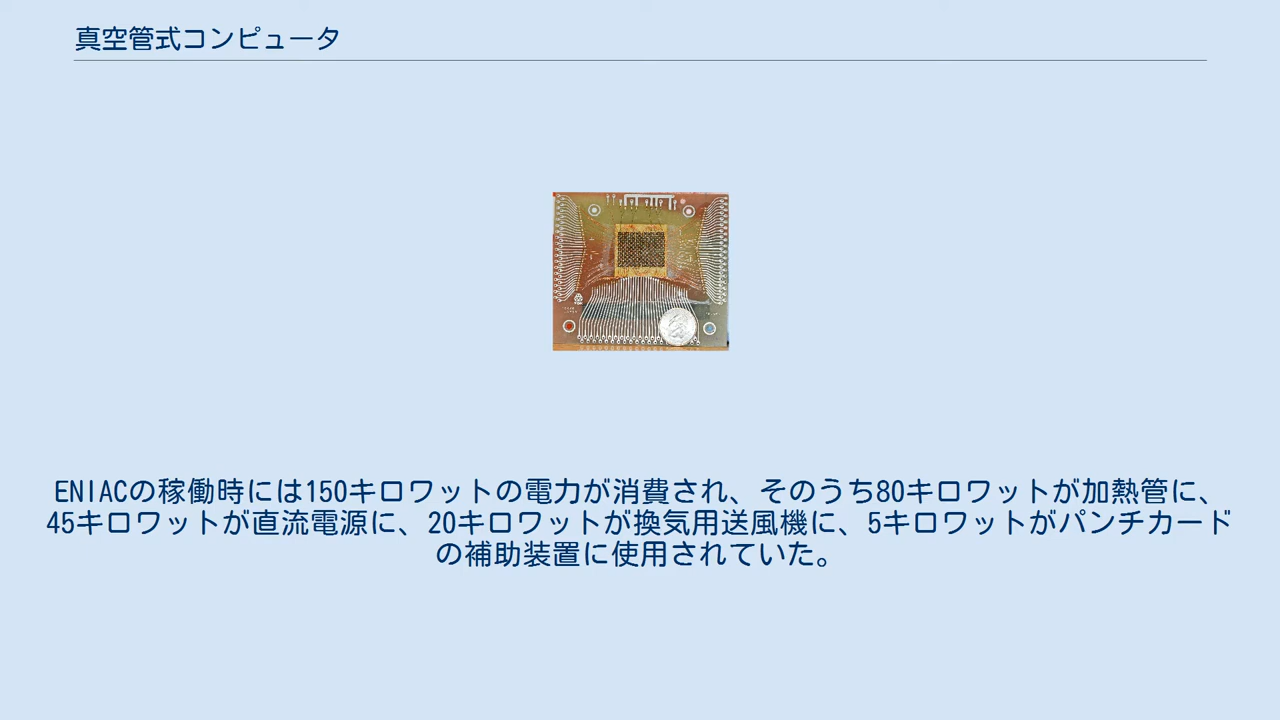 真空管式コンピュータ
ENIACの稼働時には150キロワットの電力が消費され、そのうち80キロワットが加熱管に、
45キロワットが直流電源に、20キロワットが換気用送風機に、5キロワットがパンチカード
の補助装置に使用されていた。